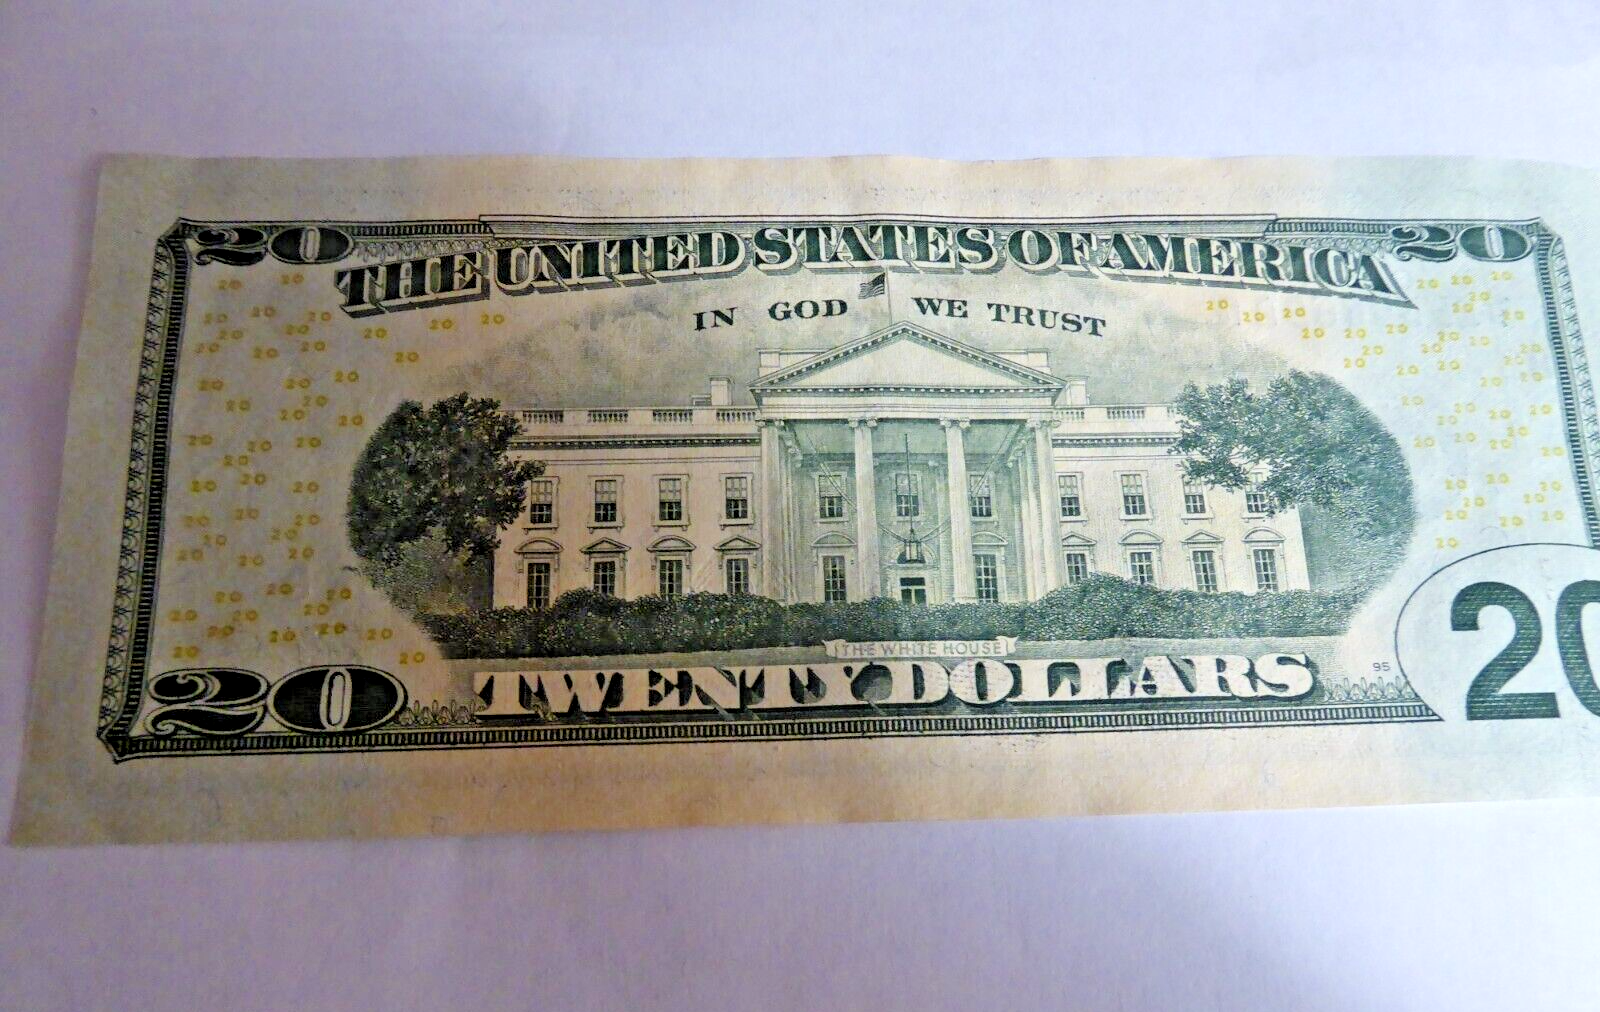 20 THE UNITED STATES OF AMERICA 20
IN GOD WE TRUST
THE WHITE HOUSE
20 TWENTY DOLLARS 95 20